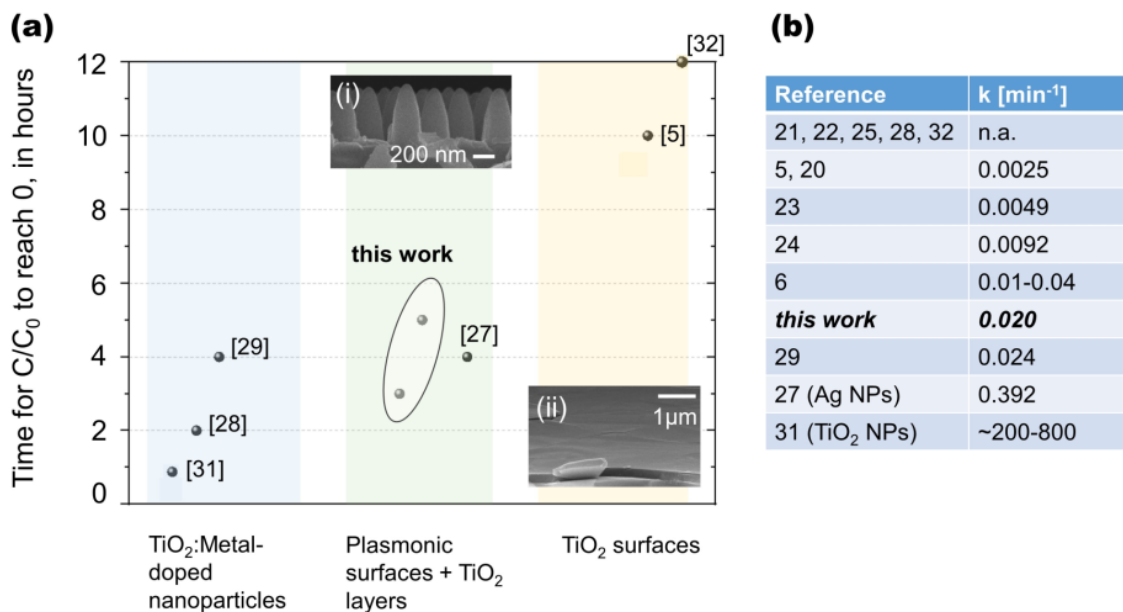 (a)
Time for C/C₀ to reach 0, in hours
12
10
8
6
4
2
0
[32]
[5]
(i)
200 nm
this work
[27]
[29]
[28]
[31]
(ii)
1μm
TiO₂:Metal-
doped
nanoparticles
Plasmonic
surfaces + TiO₂
layers
TiO₂ surfaces
(b)
Reference k [min⁻¹]
21, 22, 25, 28, 32 n.a.
5, 20 0.0025
23 0.0049
24 0.0092
6 0.01-0.04
this work 0.020
29 0.024
27 (Ag NPs) 0.392
31 (TiO₂ NPs) ~200-800